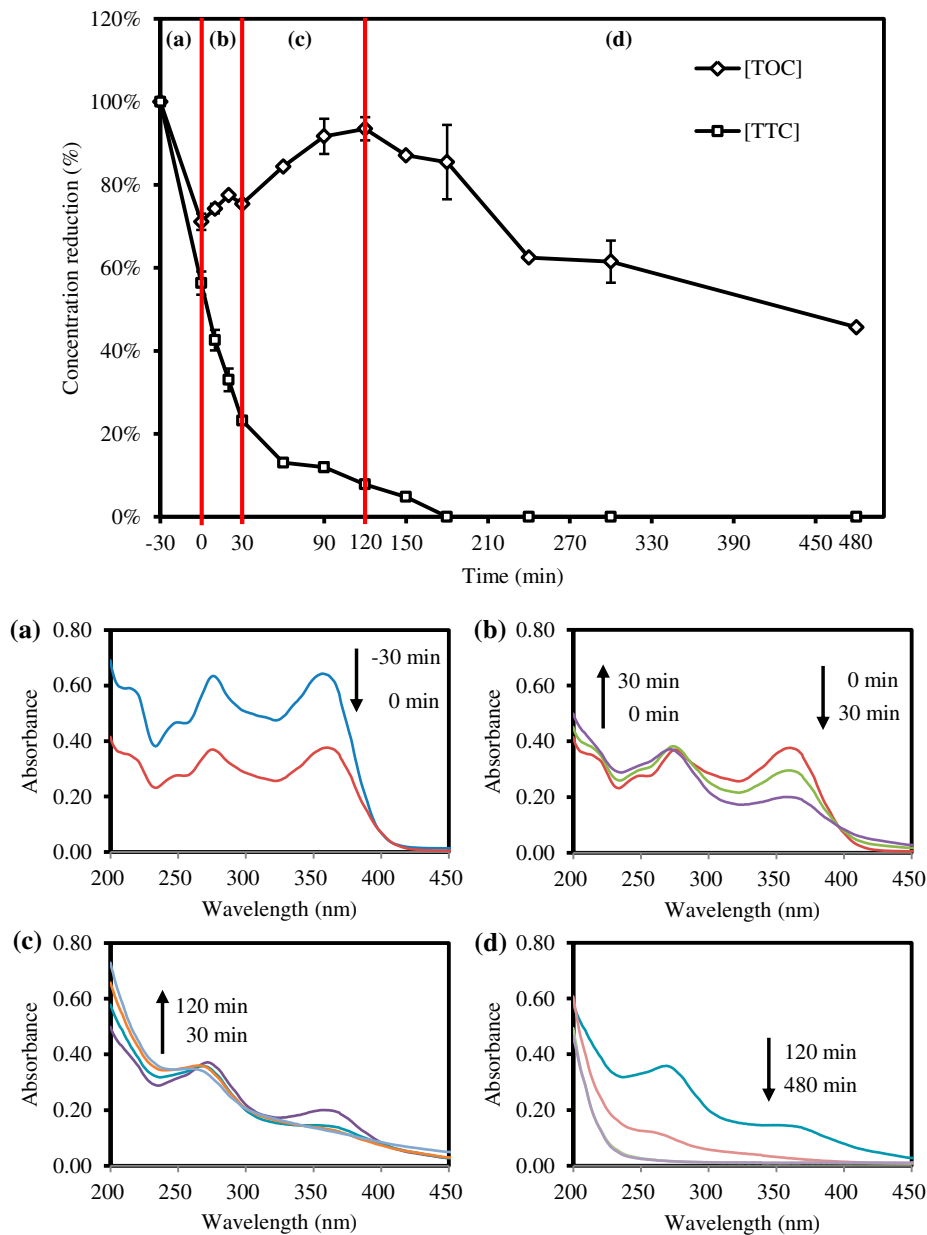 120%
100%
80%
60%
40%
20%
0%
Concentration reduction (%)
(a) (b) (c) (d)
[TOC]
[TTC]
-30 0 30 90 120 150 210 270 330 390 450 480
Time (min)
(a)
0.80
0.60
0.40
0.20
0.00
Absorbance
-30 min
0 min
200 250 300 350 400 450
Wavelength (nm)
(b)
0.80
0.60
0.40
0.20
0.00
Absorbance
30 min
0 min
0 min
30 min
200 250 300 350 400 450
Wavelength (nm)
(c)
0.80
0.60
0.40
0.20
0.00
Absorbance
120 min
30 min
200 250 300 350 400 450
Wavelength (nm)
(d)
0.80
0.60
0.40
0.20
0.00
Absorbance
120 min
480 min
200 250 300 350 400 450
Wavelength (nm)